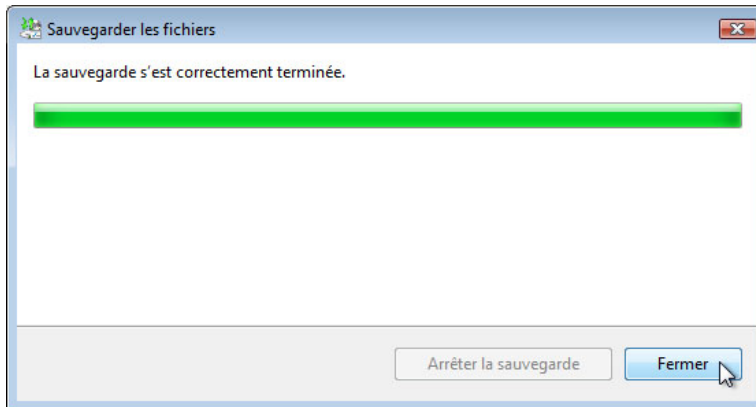 Sauvegarder les fichiers
La sauvegarde s'est correctement terminée.
Arrêter la sauvegarde
Fermer